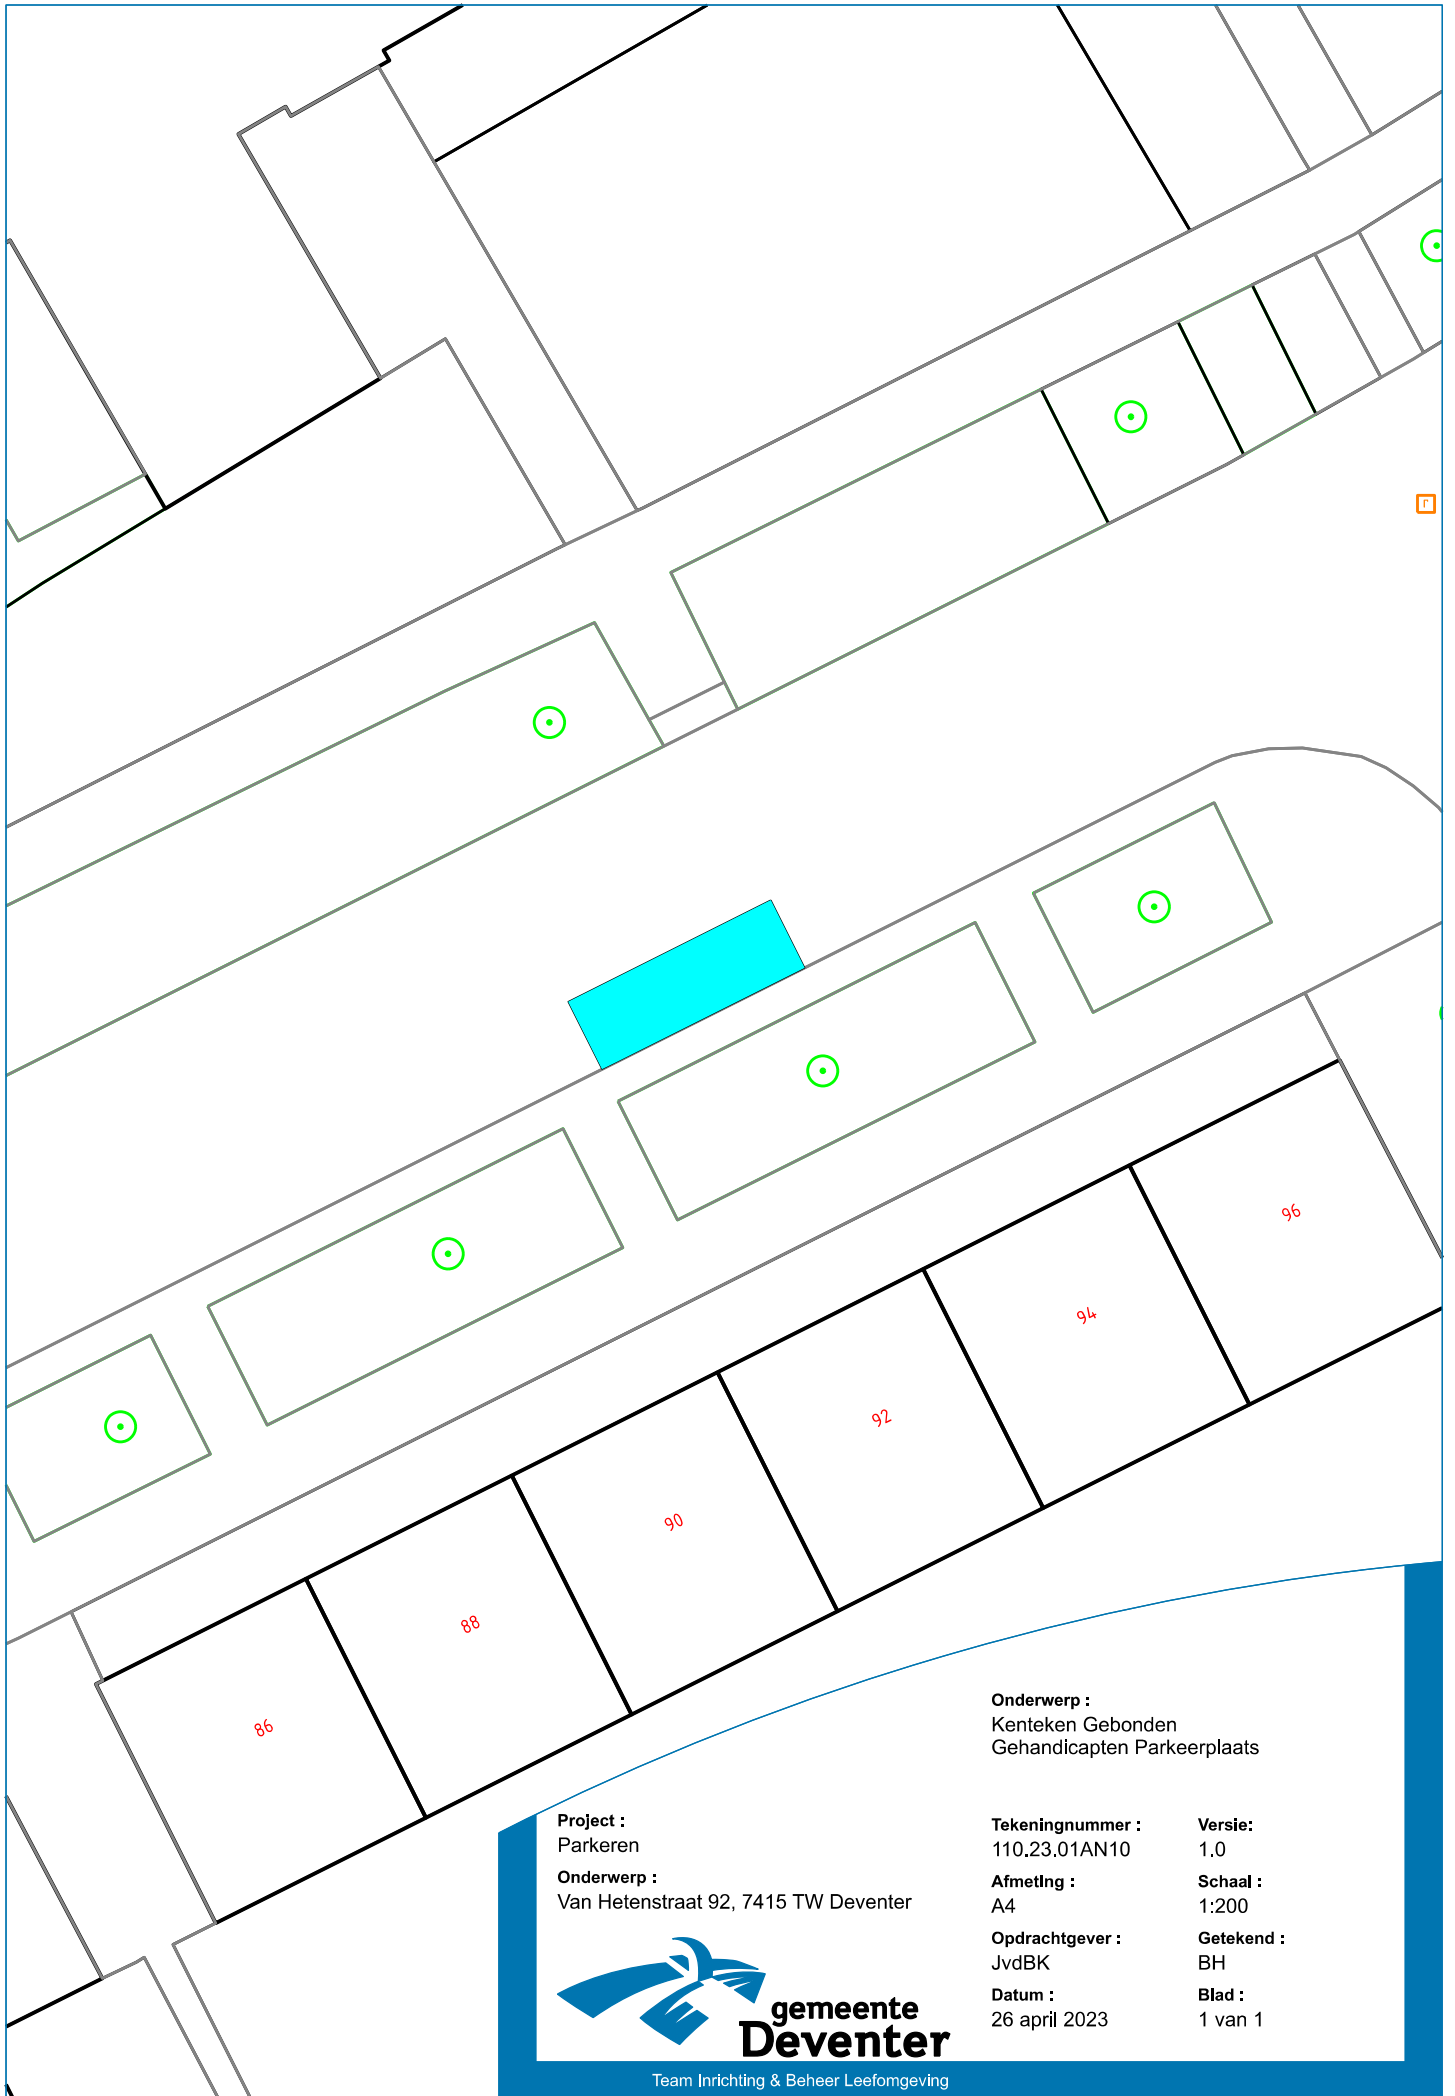 96
94
92
90
88
86
Onderwerp :
Kenteken Gebonden
Gehandicapten Parkeerplaats
Project :
Parkeren
Onderwerp :
Van Hetenstraat 92, 7415 TW Deventer
Tekeningnummer :
110.23.01AN10
Versie:
1.0
Afmeting :
A4
Schaal :
1:200
Opdrachtgever :
JvdBK
Getekend :
BH
Datum :
26 april 2023
Blad :
1 van 1
gemeente
Deventer
Team Inrichting & Beheer Leefomgeving